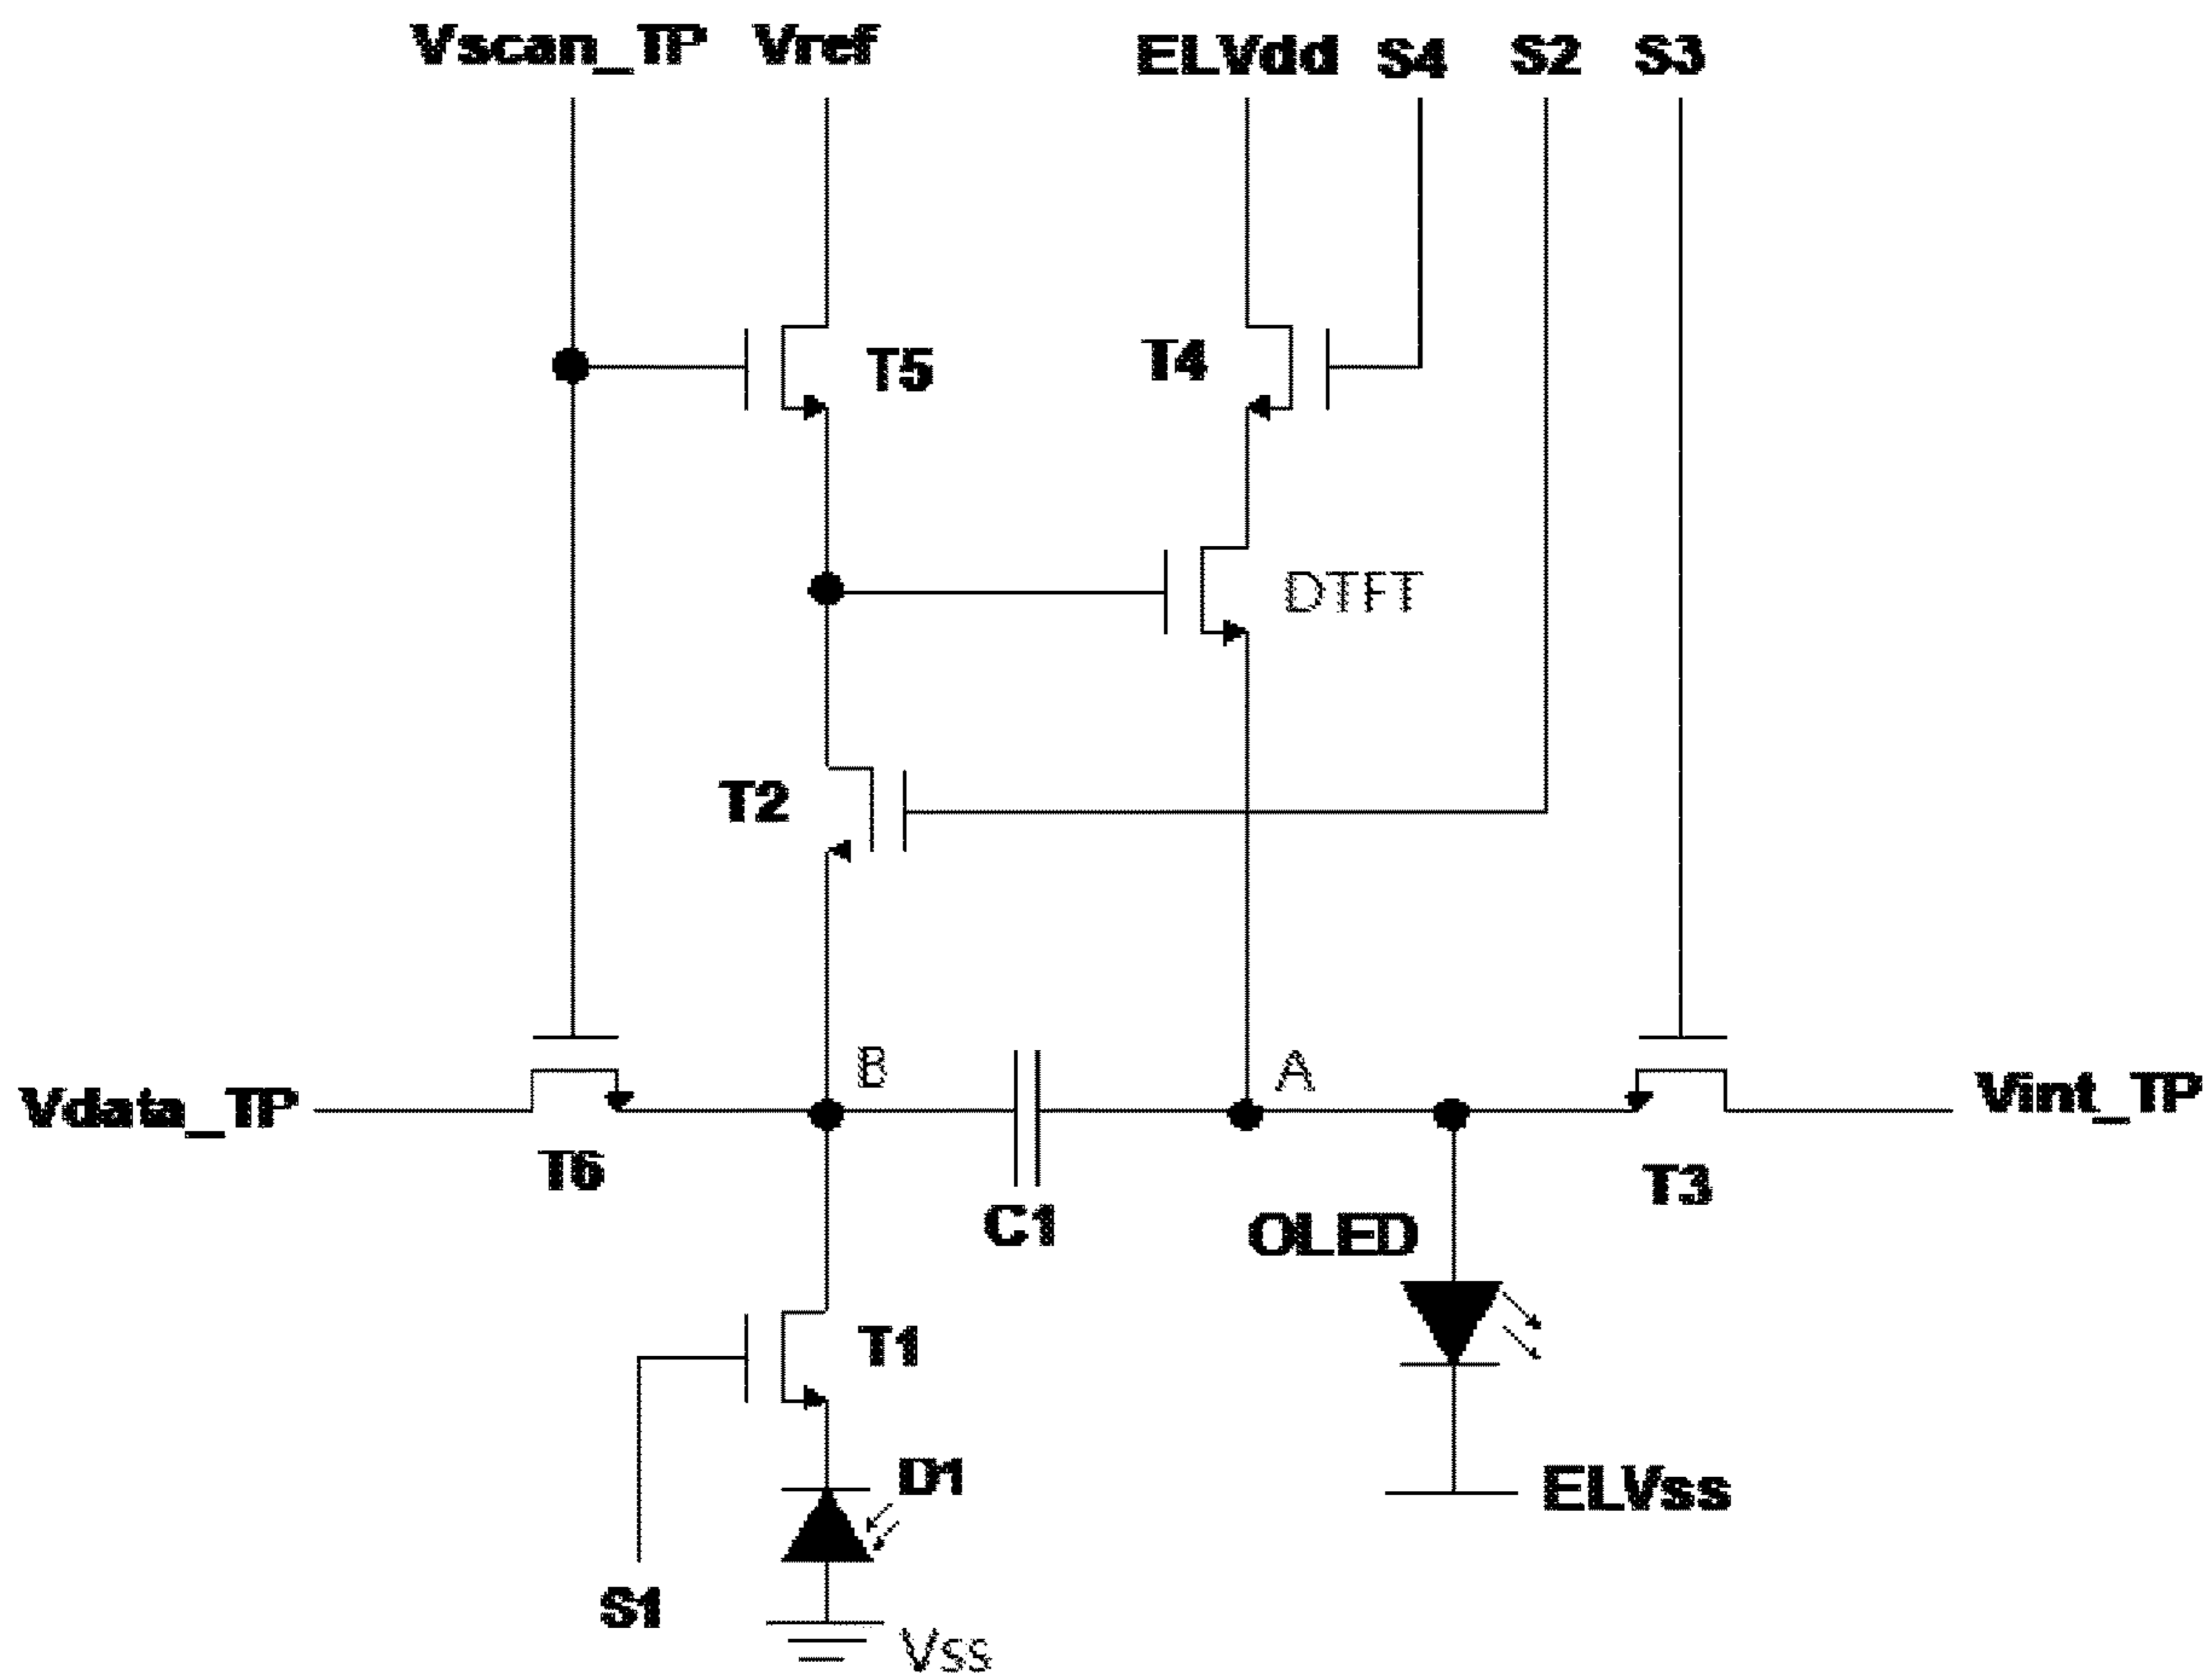 Vscan_TP Vref ELVdd S4 S2 S3
T5
T4
DTFT
T2
B
A
Vdata_TP
Vint_TP
T6
T3
C1
OLED
T1
D1
ELVss
S1
Vss